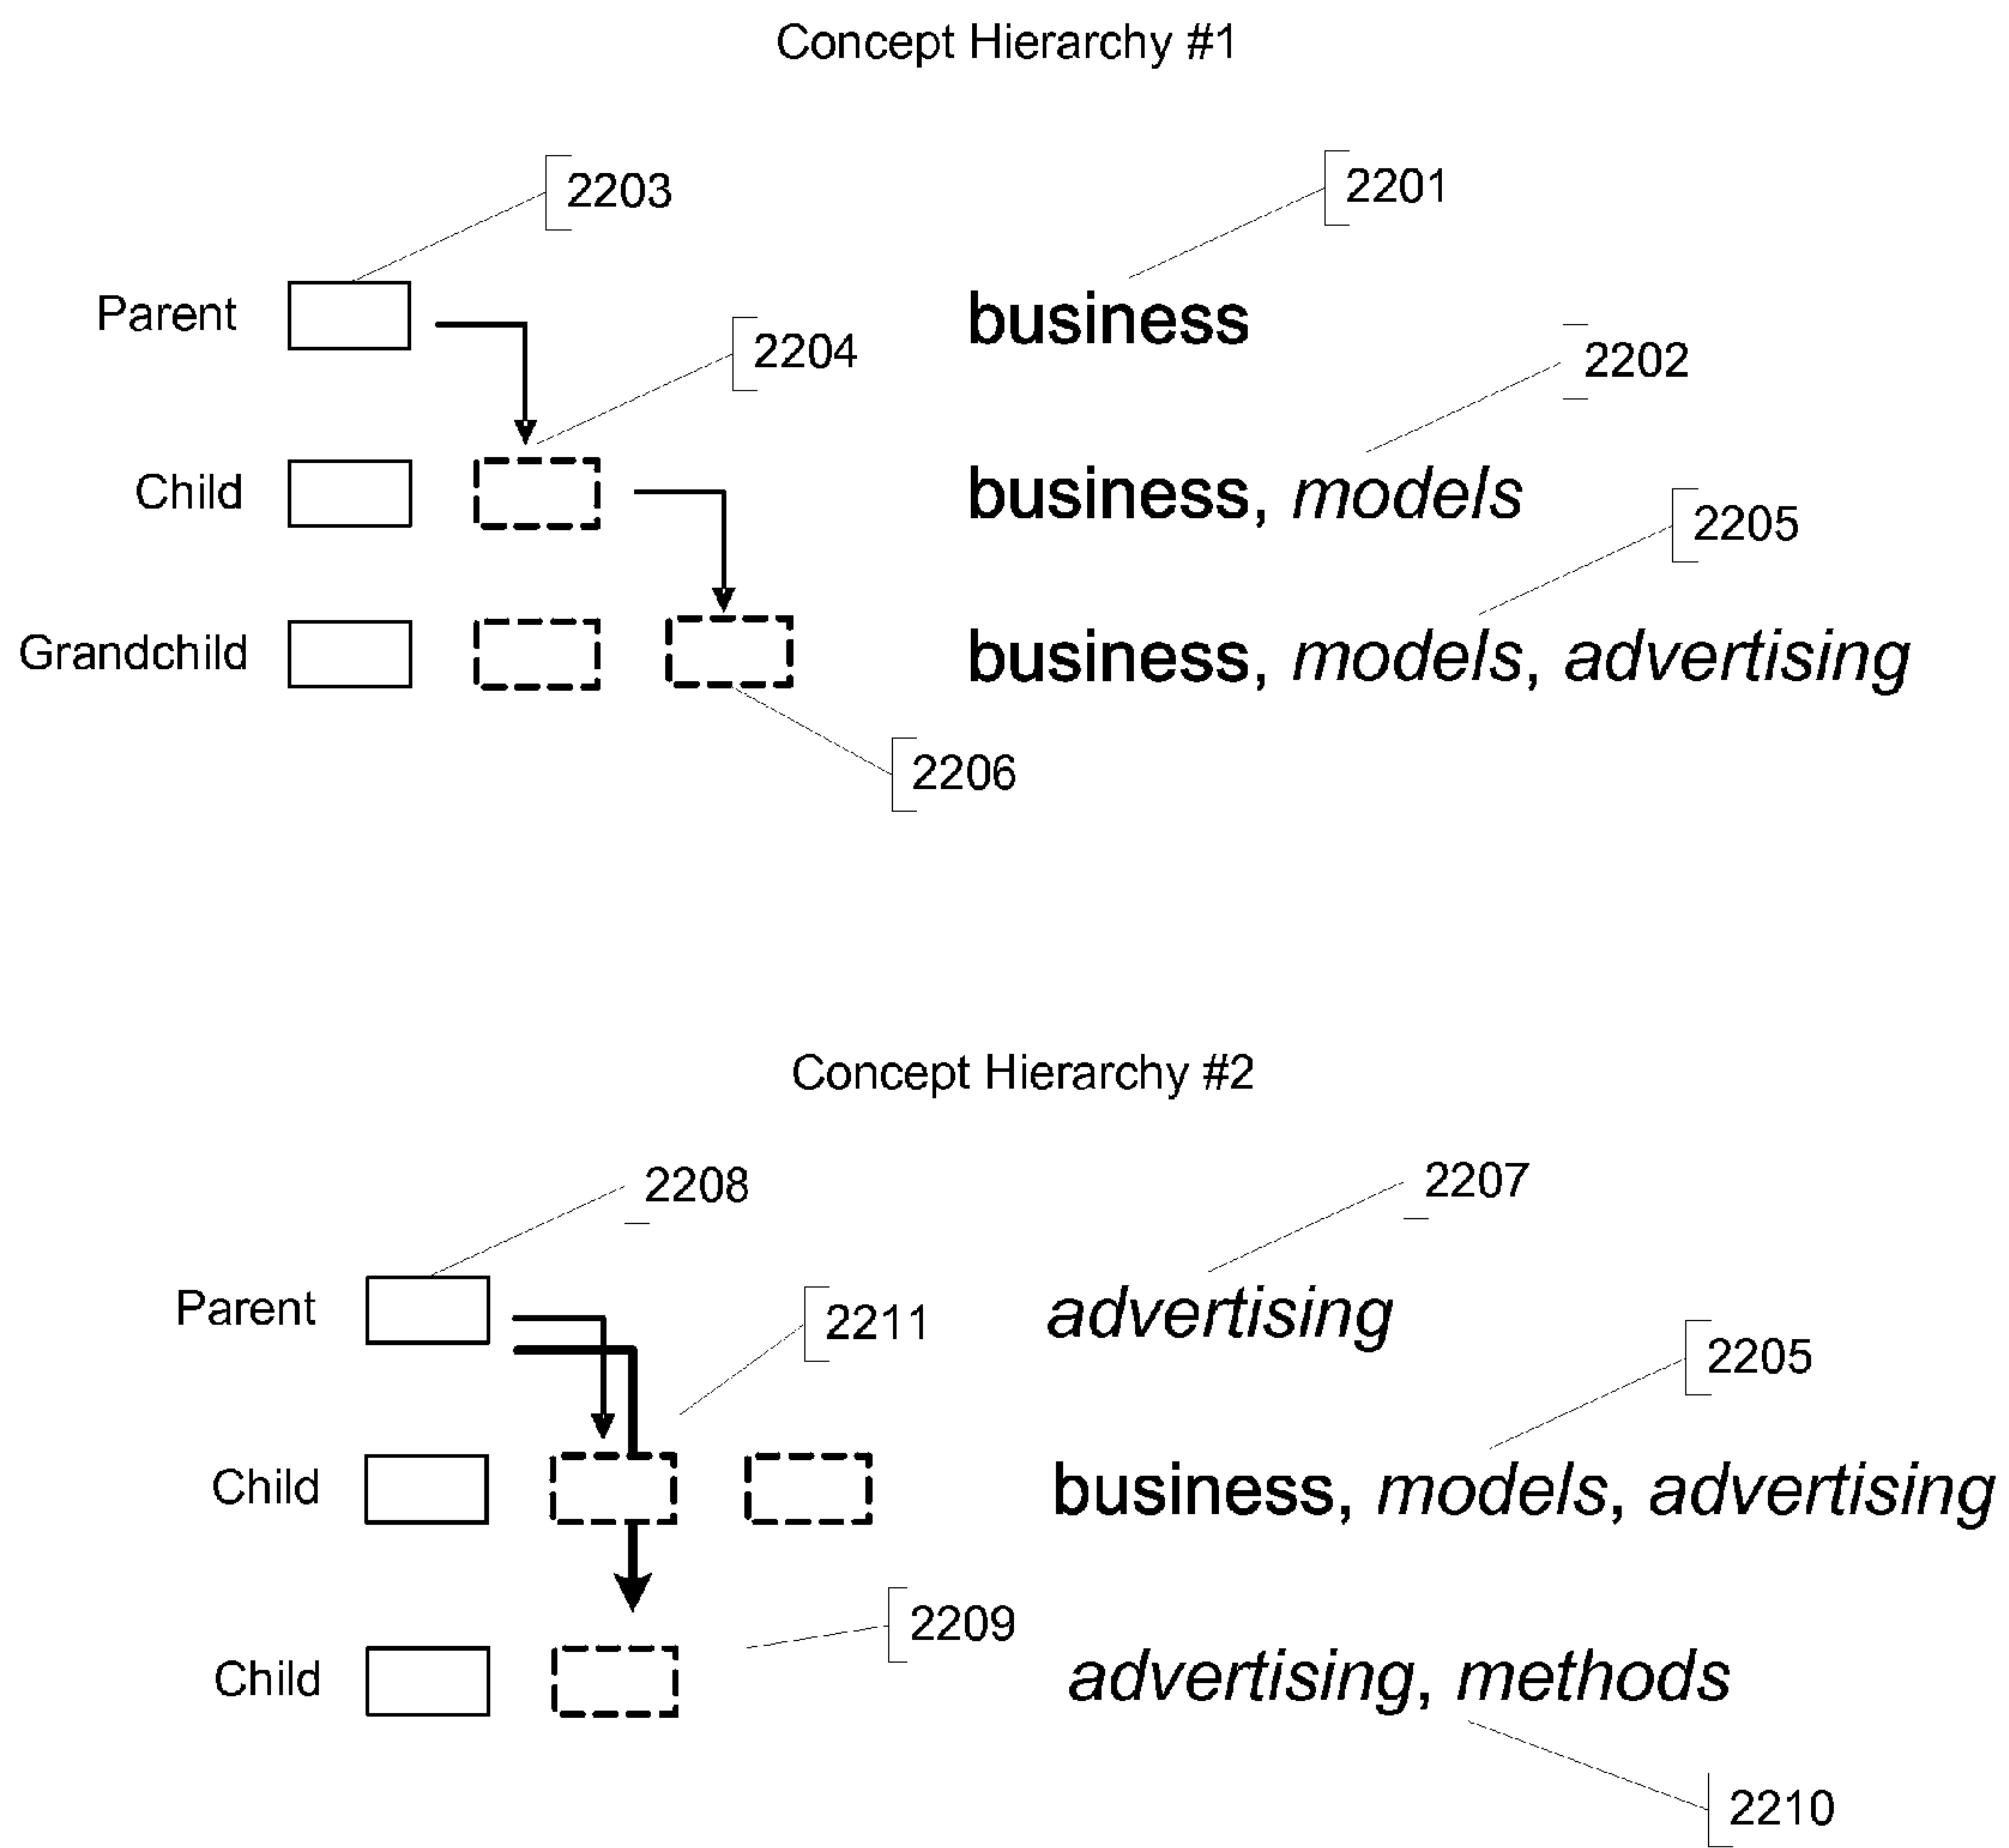 Concept Hierarchy #1
2203
2201
Parent
business
2204
2202
Child
business, models
2205
Grandchild
business, models, advertising
2206
Concept Hierarchy #2
2208
2207
Parent
advertising
2211
2205
Child
business, models, advertising
2209
Child
advertising, methods
2210